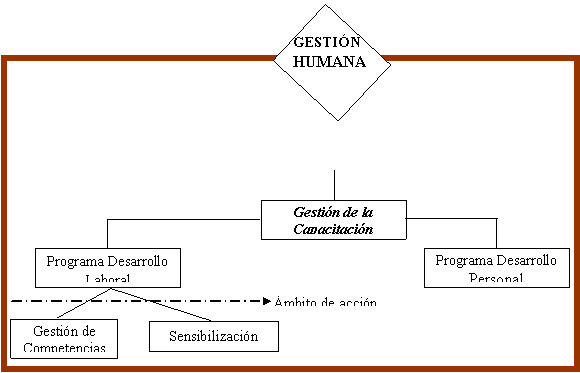 GESTIÓN
HUMANA
Gestión de la
Capacitación
Programa Desarrollo
Laboral
Programa Desarrollo
Personal
Ámbito de acción
Gestión de
Competencias
Sensibilización